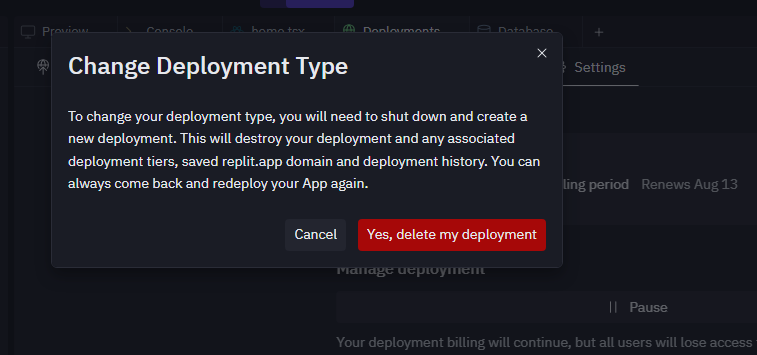 Preview
Console
home.tsx
Deployments
Database
Change Deployment Type
Settings
To change your deployment type, you will need to shut down and create a
new deployment. This will destroy your deployment and any associated
deployment tiers, saved replit.app domain and deployment history. You can
always come back and redeploy your App again.
ling period Renews Aug 13
Cancel
Yes, delete my deployment
Manage deployment
Pause
Your deployment billing will continue, but all users will lose access